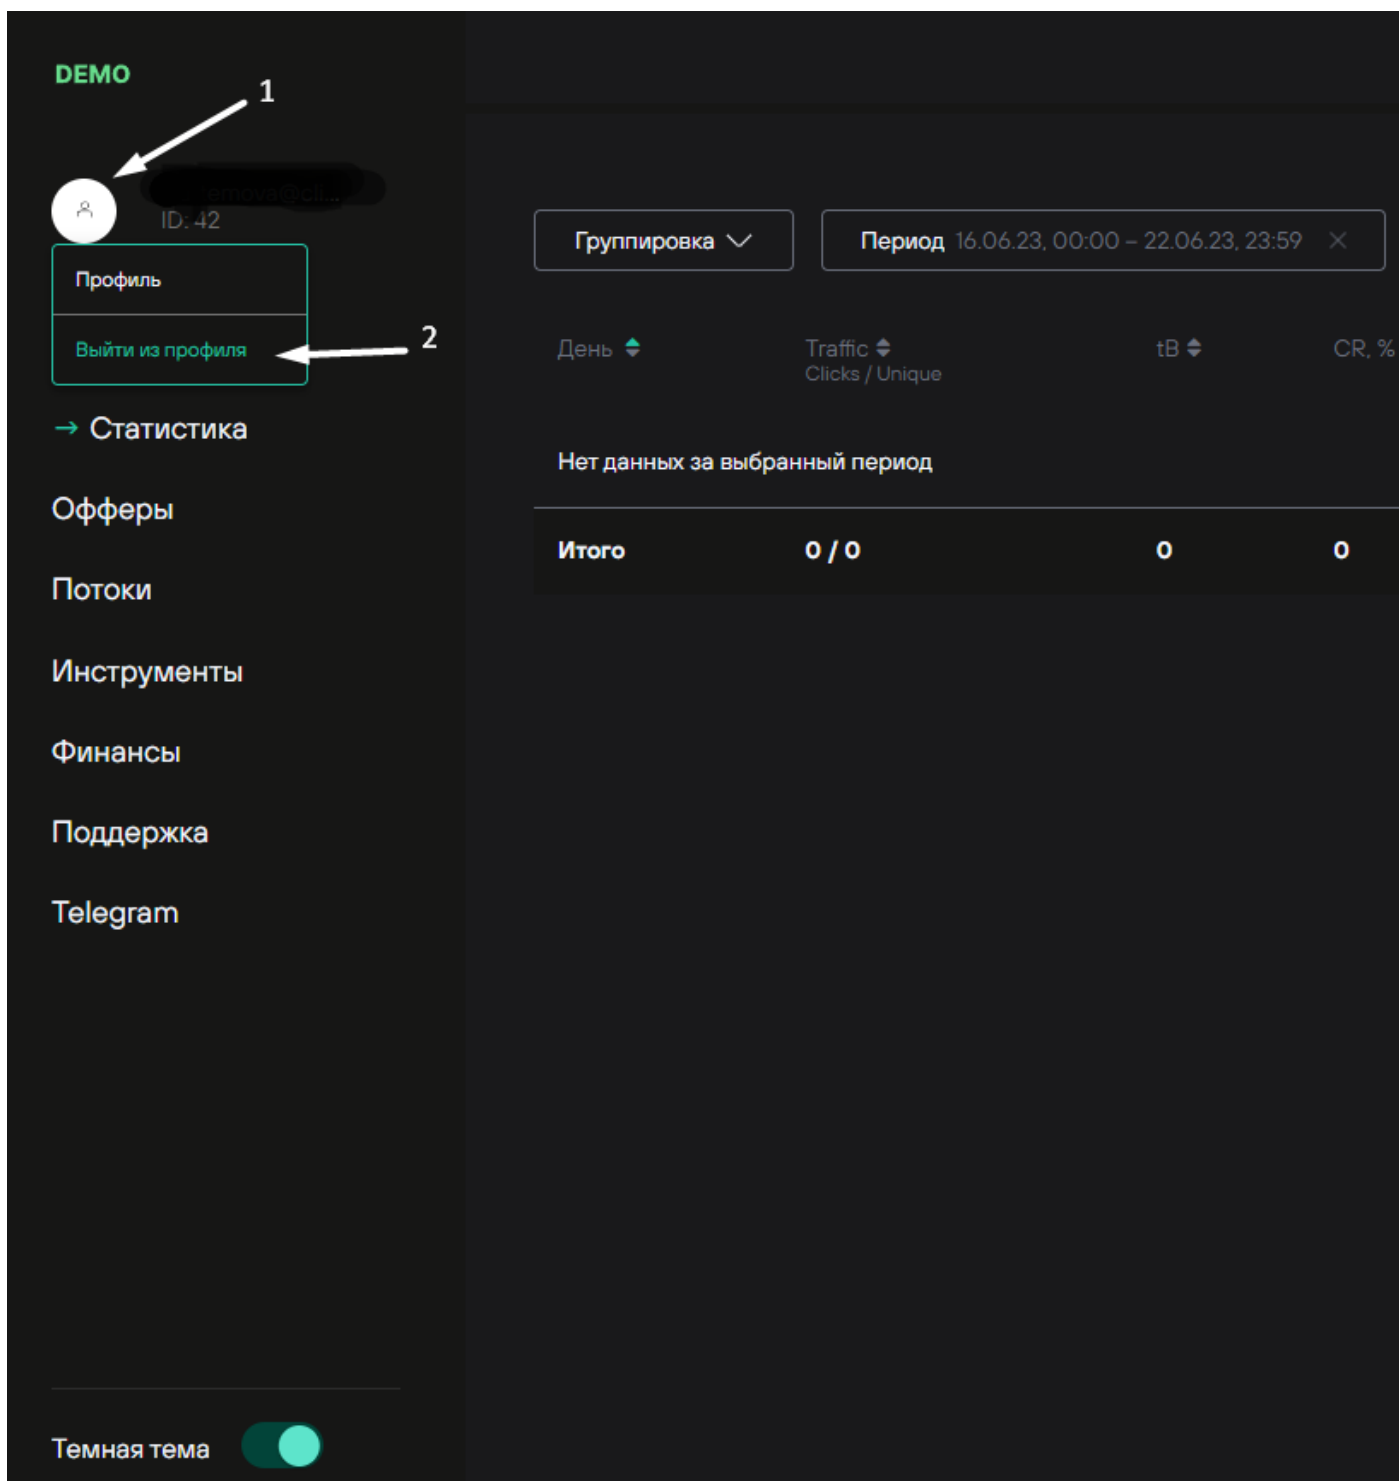 DEMO
1
ID: 42
Профиль
Выйти из профиля
2
→ Статистика
Офферы
Потоки
Инструменты
Финансы
Поддержка
Telegram
Темная тема
Группировка
Период 16.06.23, 00:00 – 22.06.23, 23:59
День Traffic tB CR, %
Clicks / Unique
Нет данных за выбранный период
Итого 0 / 0 0 0